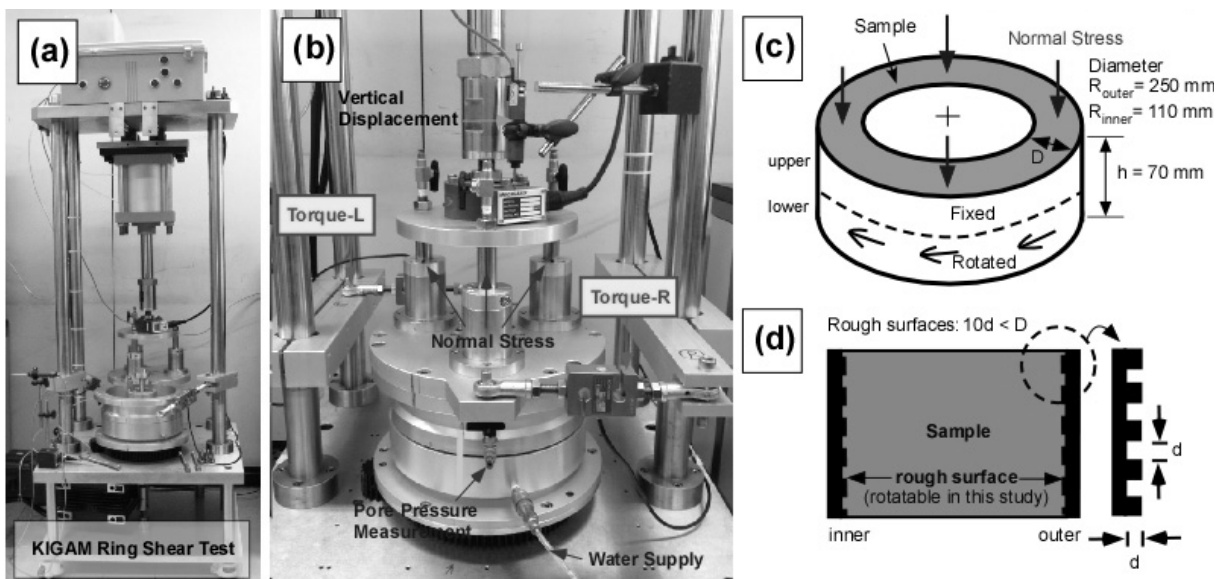 (a)
KIGAM Ring Shear Test
(b)
Vertical
Displacement
Torque-L
Torque-R
Normal Stress
Pore Pressure
Measurement
Water Supply
(c)
Sample
Normal Stress
Diameter
R_outer = 250 mm
R_inner = 110 mm
D
upper
h = 70 mm
lower
Fixed
Rotated
(d)
Rough surfaces: 10d < D
Sample
d
rough surface
(rotatable in this study)
inner
outer
d